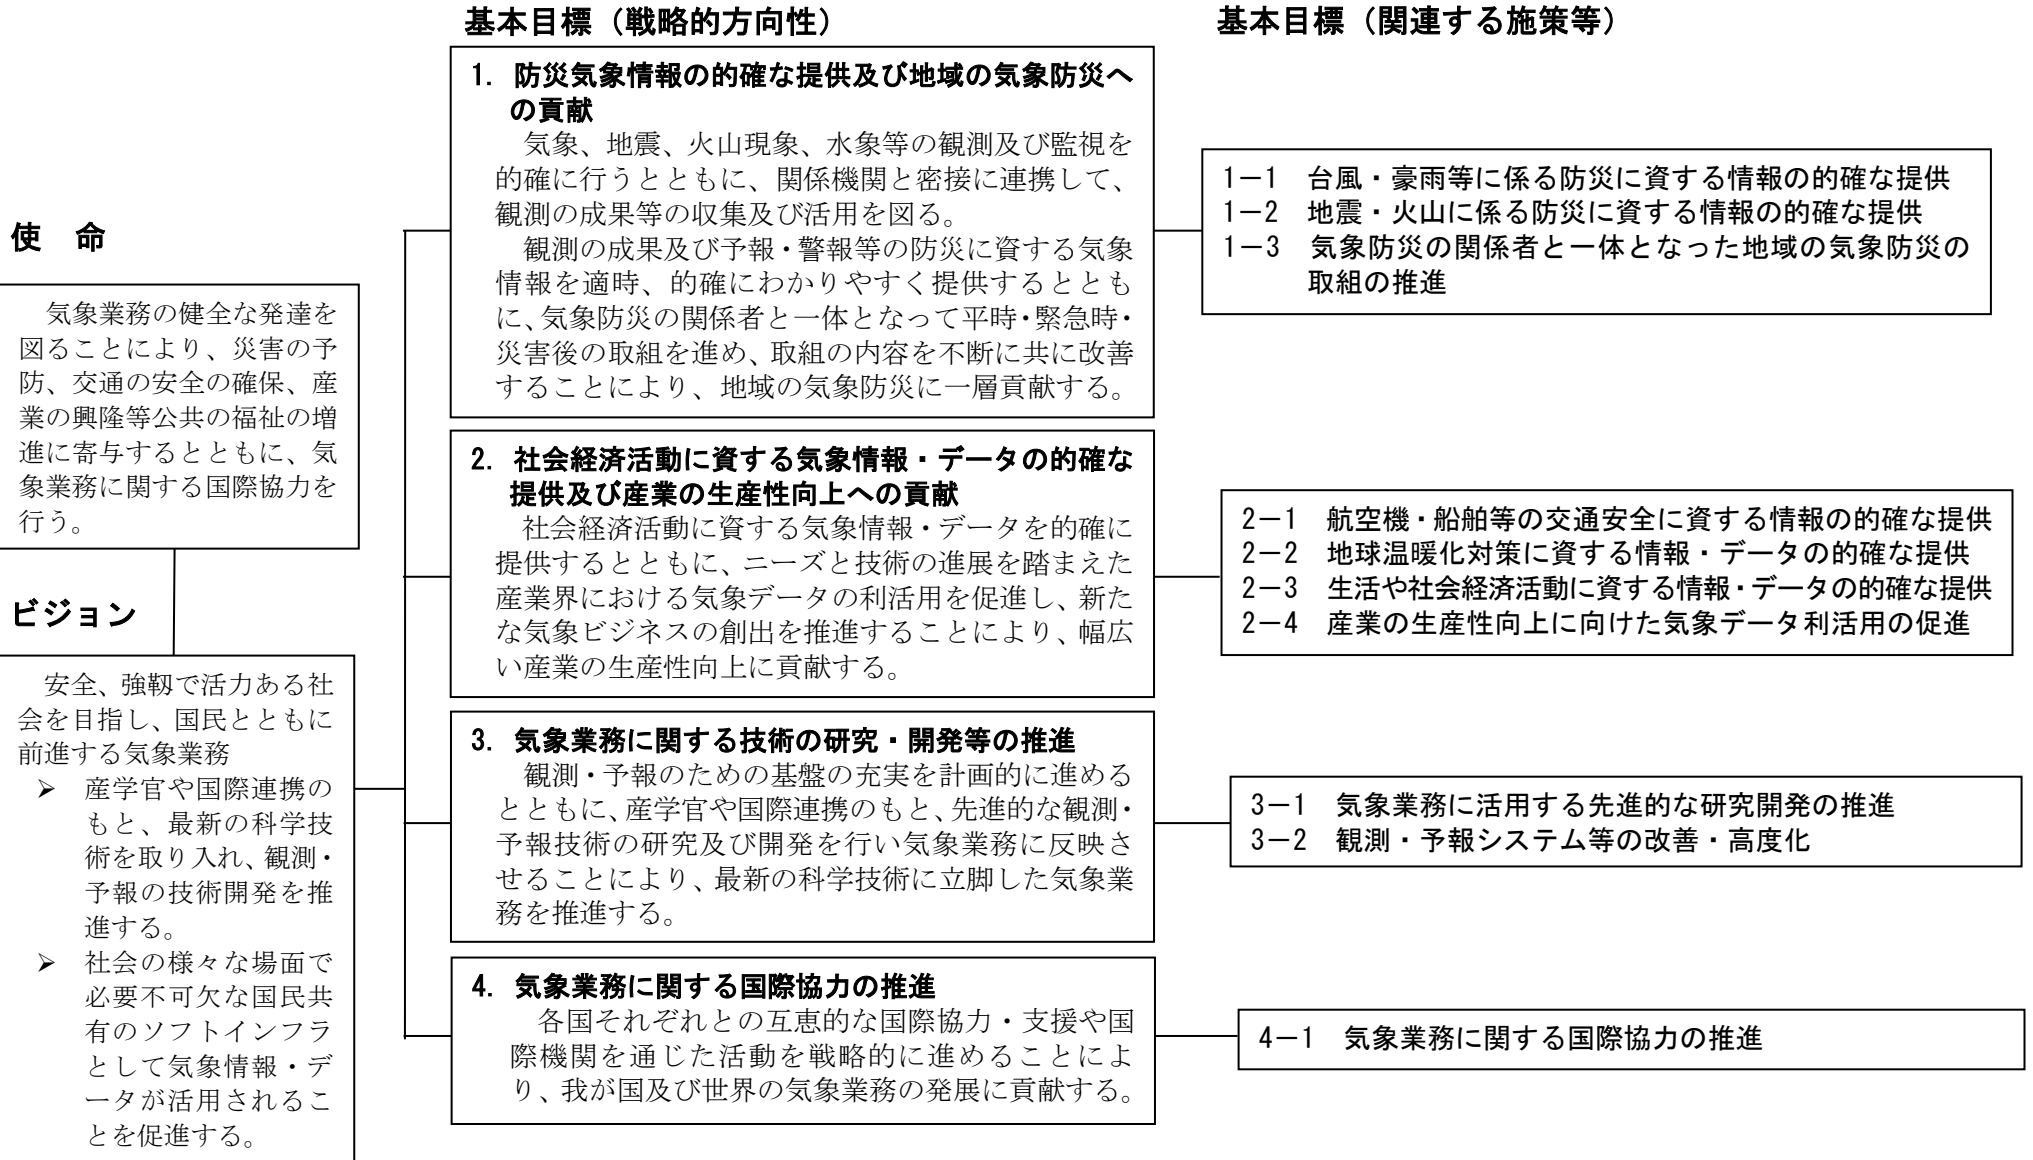 使　命
気象業務の健全な発達を
図ることにより、災害の予
防、交通の安全の確保、産
業の興隆等公共の福祉の増
進に寄与するとともに、気
象業務に関する国際協力を
行う。
ビジョン
安全、強靱で活力ある社
会を目指し、国民とともに
前進する気象業務
➢ 産学官や国際連携の
もと、最新の科学技
術を取り入れ、観測・
予報の技術開発を推
進する。
➢ 社会の様々な場面で
必要不可欠な国民共
有のソフトインフラ
として気象情報・デ
ータが活用されるこ
とを促進する。
基本目標（戦略的方向性）
1. 防災気象情報の的確な提供及び地域の気象防災へ
の貢献
気象、地震、火山現象、水象等の観測及び監視を
的確に行うとともに、関係機関と密接に連携して、
観測の成果等の収集及び活用を図る。
観測の成果及び予報・警報等の防災に資する気象
情報を適時、的確にわかりやすく提供するととも
に、気象防災の関係者と一体となって平時・緊急時・
災害後の取組を進め、取組の内容を不断に共に改善
することにより、地域の気象防災に一層貢献する。
2. 社会経済活動に資する気象情報・データの的確な
提供及び産業の生産性向上への貢献
社会経済活動に資する気象情報・データを的確に
提供するとともに、ニーズと技術の進展を踏まえた
産業界における気象データの利活用を促進し、新た
な気象ビジネスの創出を推進することにより、幅広
い産業の生産性向上に貢献する。
3. 気象業務に関する技術の研究・開発等の推進
観測・予報のための基盤の充実を計画的に進める
とともに、産学官や国際連携のもと、先進的な観測・
予報技術の研究及び開発を行い気象業務に反映さ
せることにより、最新の科学技術に立脚した気象業
務を推進する。
4. 気象業務に関する国際協力の推進
各国それぞれとの互恵的な国際協力・支援や国
際機関を通じた活動を戦略的に進めることによ
り、我が国及び世界の気象業務の発展に貢献する。
基本目標（関連する施策等）
1－1　台風・豪雨等に係る防災に資する情報の的確な提供
1－2　地震・火山に係る防災に資する情報の的確な提供
1－3　気象防災の関係者と一体となった地域の気象防災の
取組の推進
2－1　航空機・船舶等の交通安全に資する情報の的確な提供
2－2　地球温暖化対策に資する情報・データの的確な提供
2－3　生活や社会経済活動に資する情報・データの的確な提供
2－4　産業の生産性向上に向けた気象データ利活用の促進
3－1　気象業務に活用する先進的な研究開発の推進
3－2　観測・予報システム等の改善・高度化
4－1　気象業務に関する国際協力の推進